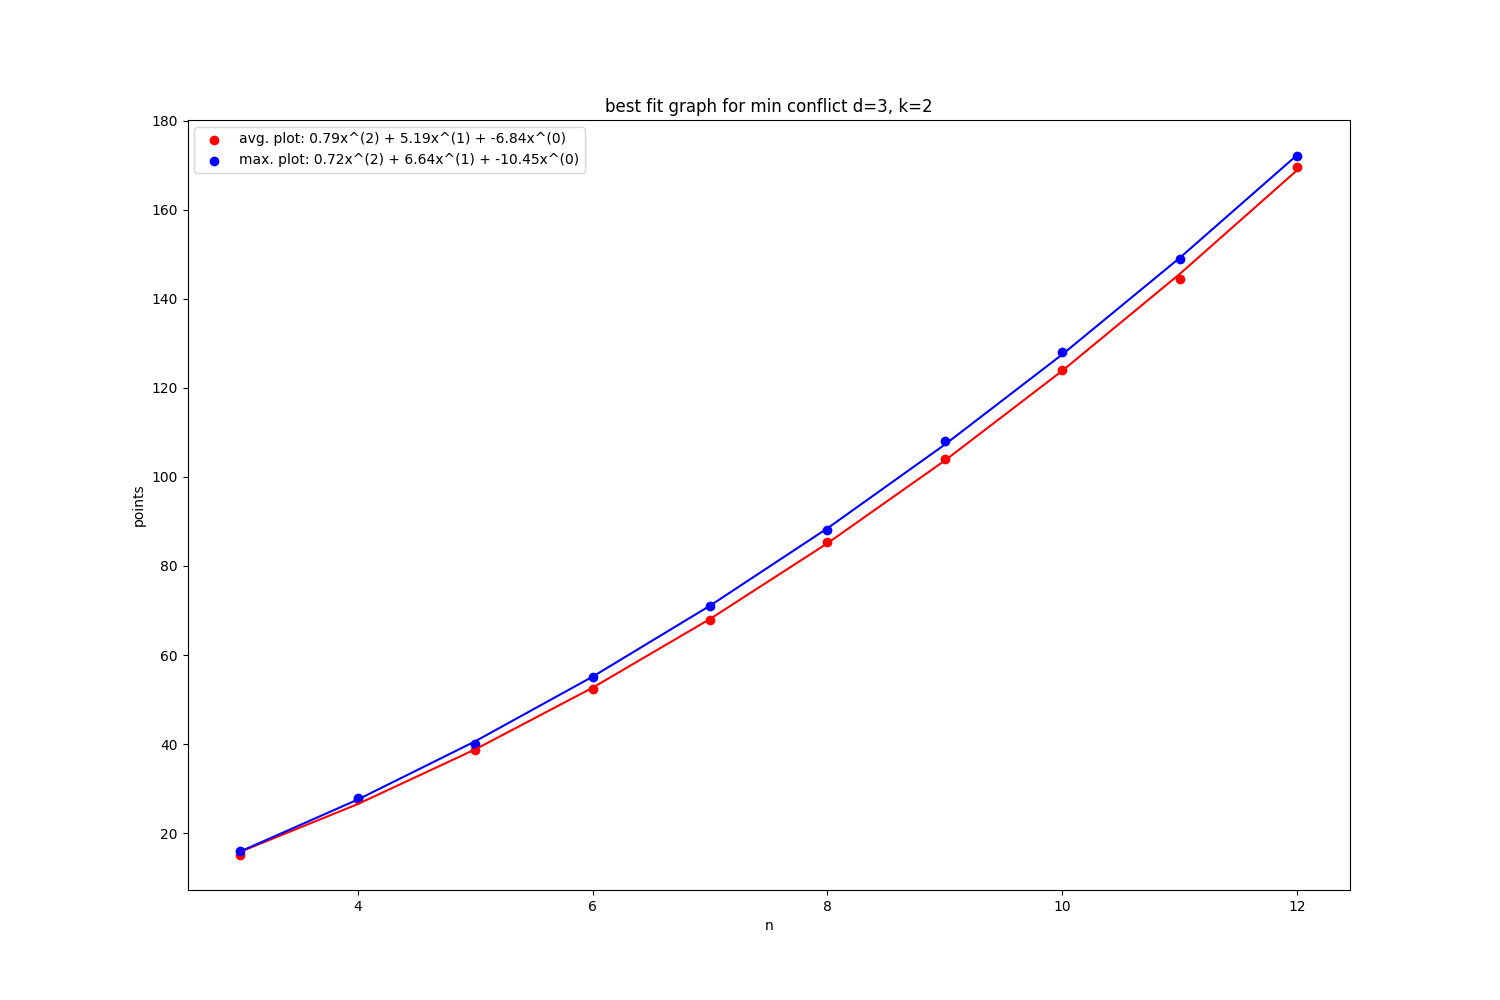 best fit graph for min conflict d=3, k=2
avg. plot: 0.79x^(2) + 5.19x^(1) + -6.84x^(0)
max. plot: 0.72x^(2) + 6.64x^(1) + -10.45x^(0)
180
160
140
120
100
80
60
40
20
points
4 6 8 10 12
n